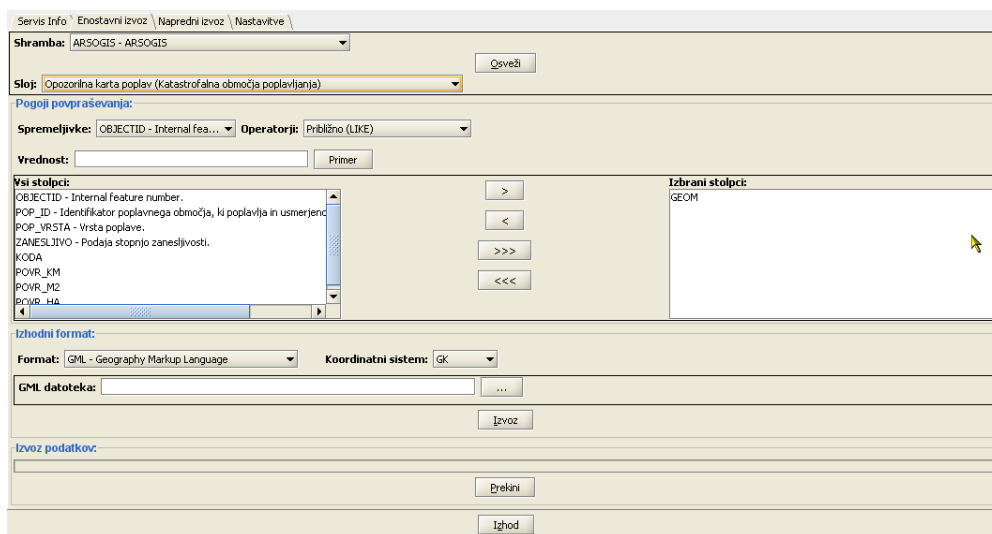 Servis Info Enostavni izvoz Napredni izvoz Nastavitve
Shramba: ARSOGIS - ARSOGIS
Osveži
Sloj: Opozorilna karta poplav (Katastrofalna območja poplavljanja)
Pogoji povpraševanja:
Spremeljivke: OBJECTID - Internal fea... Operatorji: Približno (LIKE)
Vrednost: Primer
Vsi stolpci: Izbrani stolpci:
OBJECTID - Internal feature number. > GEOM
POP_ID - Identifikator poplavnega območja, ki poplavlja in usmerjeno
POP_VRSTA - Vrsta poplave. <
ZANESLJIVO - Podaja stopnjo zanesljivosti.
KODA >>>
POVR_KM
POVR_M2 <<<
POVR_HA
Izhodni format:
Format: GML - Geography Markup Language Koordinatni sistem: GK
GML datoteka: ...
Izvoz
Izvoz podatkov:
Prekini
Izhod